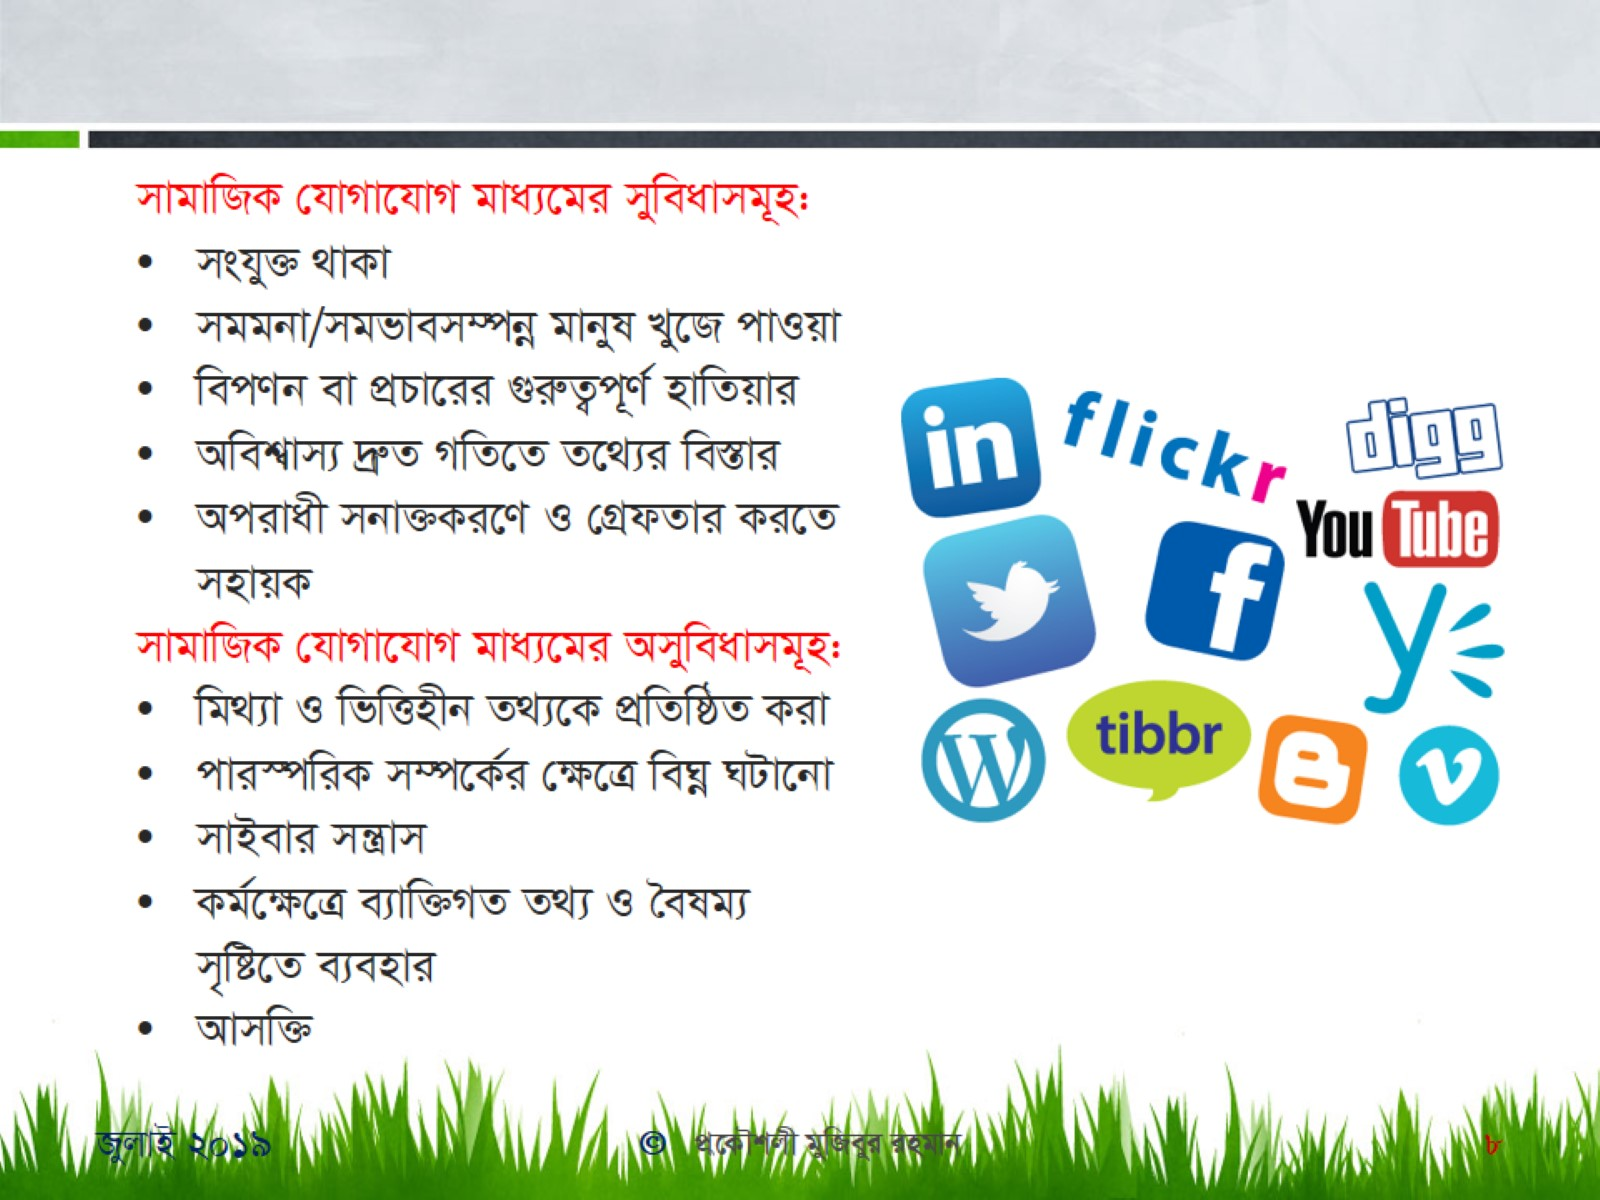 সামাজিক যোগাযোগ মাধ্যমের সুবিধাসমূহ:
• সংযুক্ত থাকা
• সমমনা/সমভাবসম্পন্ন মানুষ খুজে পাওয়া
• বিপণন বা প্রচারের গুরুত্বপূর্ণ হাতিয়ার
• অবিশ্বাস্য দ্রুত গতিতে তথ্যের বিস্তার
• অপরাধী সনাক্তকরণে ও গ্রেফতার করতে
সহায়ক
সামাজিক যোগাযোগ মাধ্যমের অসুবিধাসমূহ:
• মিথ্যা ও ভিত্তিহীন তথ্যকে প্রতিষ্ঠিত করা
• পারস্পরিক সম্পর্কের ক্ষেত্রে বিঘ্ন ঘটানো
• সাইবার সন্ত্রাস
• কর্মক্ষেত্রে ব্যাক্তিগত তথ্য ও বৈষম্য
সৃষ্টিতে ব্যবহার
• আসক্তি
in
flickr
digg
You Tube
f
y
W
tibbr
B
v
জুলাই ২০১৯
© প্রকৌশলী মুজিবুর রহমান
৮